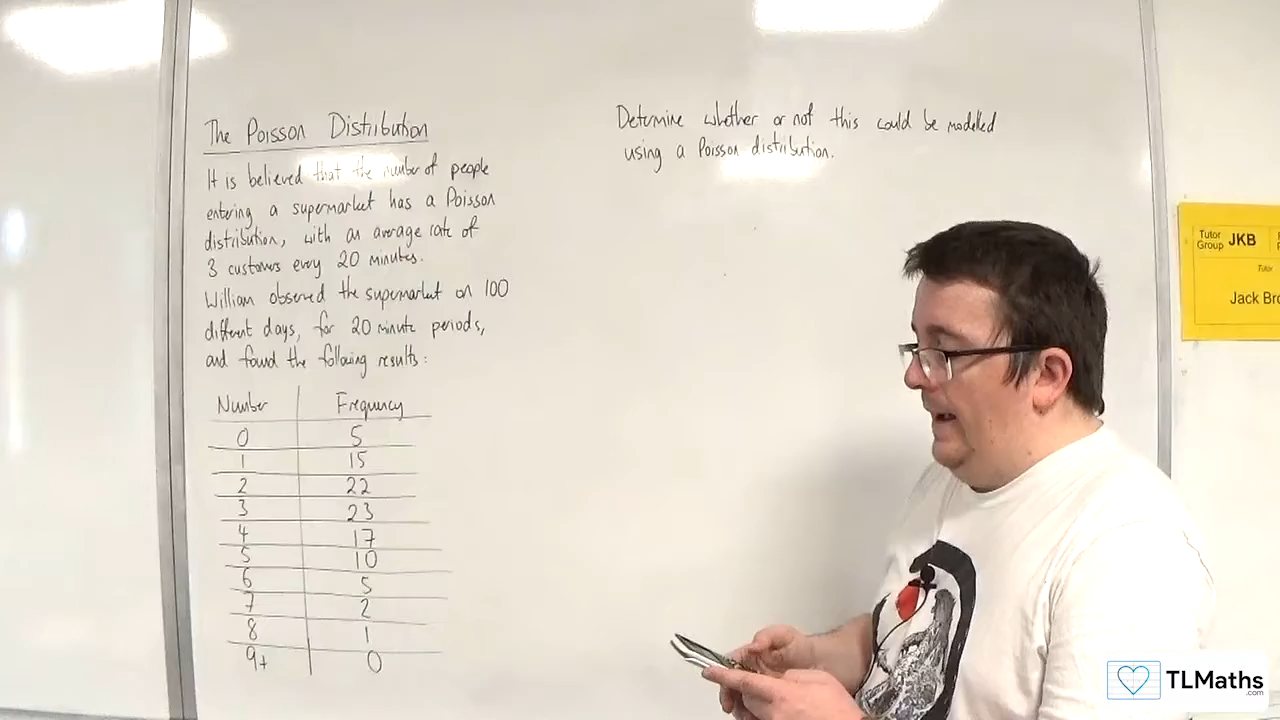 The Poisson Distribution
It is believed that the number of people
entering a supermarket has a Poisson
distribution, with an average rate of
3 customers every 20 minutes.
William observed the supermarket on 100
different days, for 20 minute periods,
and found the following results:
Number Frequency
0 5
1 15
2 22
3 23
4 17
5 10
6 5
7 2
8 1
9+ 0
Determine whether or not this could be modelled
using a Poisson distribution.
Tutor
Group JKB
Tutor
Jack Bro
TLMaths
.com